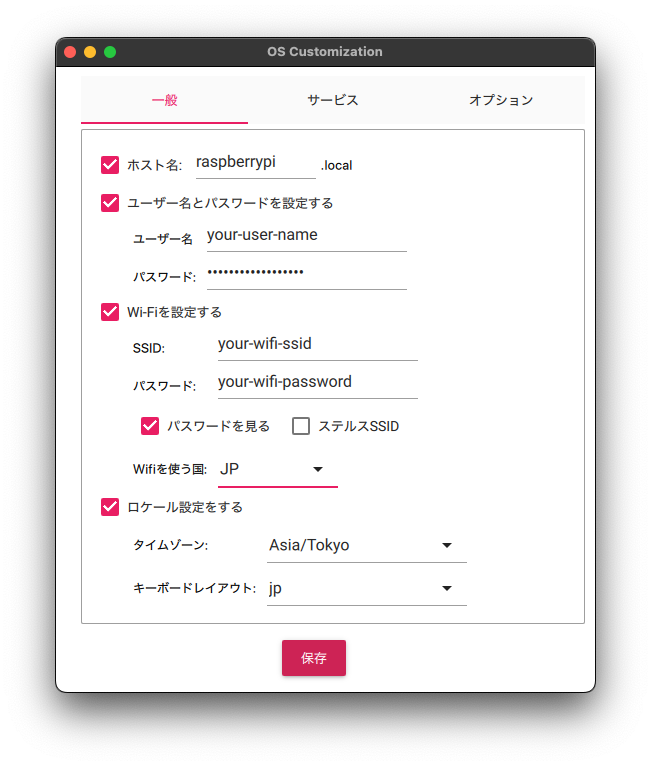 OS Customization
一般 サービス オプション
ホスト名: raspberrypi .local
ユーザー名とパスワードを設定する
ユーザー名 your-user-name
パスワード: ••••••••••••••••••
Wi-Fiを設定する
SSID: your-wifi-ssid
パスワード: your-wifi-password
パスワードを見る ステルスSSID
Wifiを使う国: JP
ロケール設定をする
タイムゾーン: Asia/Tokyo
キーボードレイアウト: jp
保存